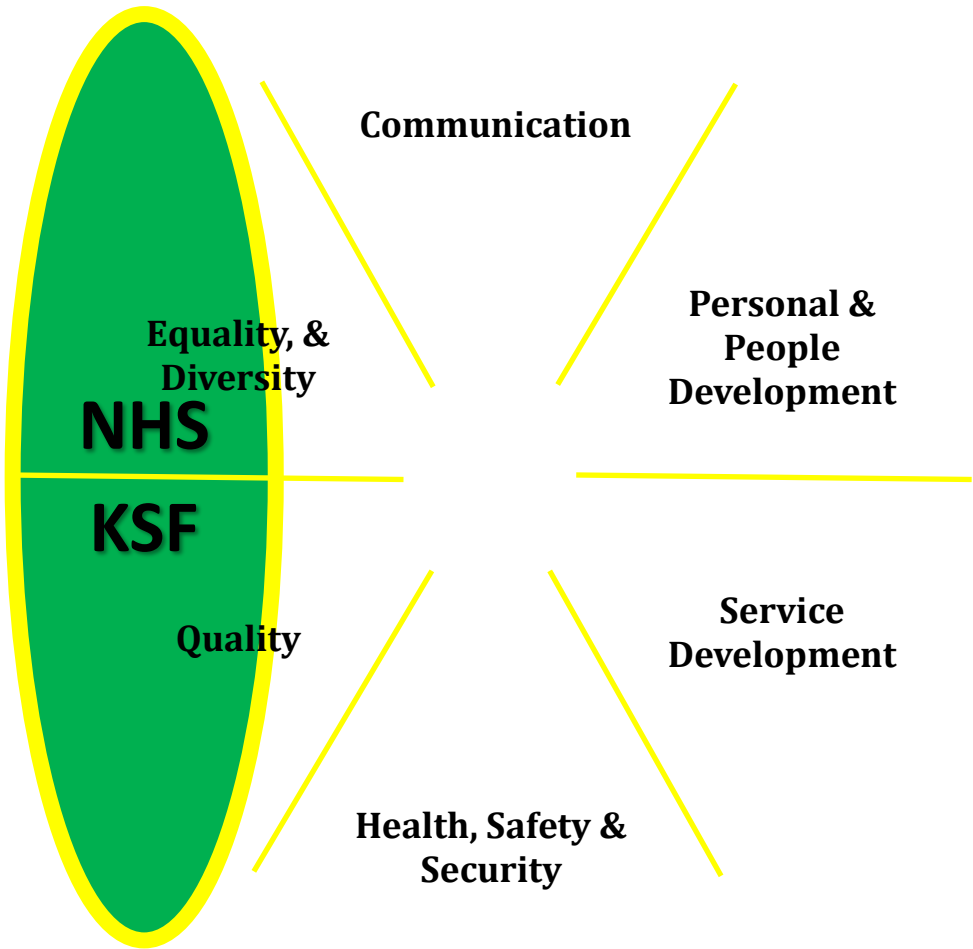 Communication
Equality, &
Diversity
Personal &
People
Development
NHS
KSF
Quality
Service
Development
Health, Safety &
Security